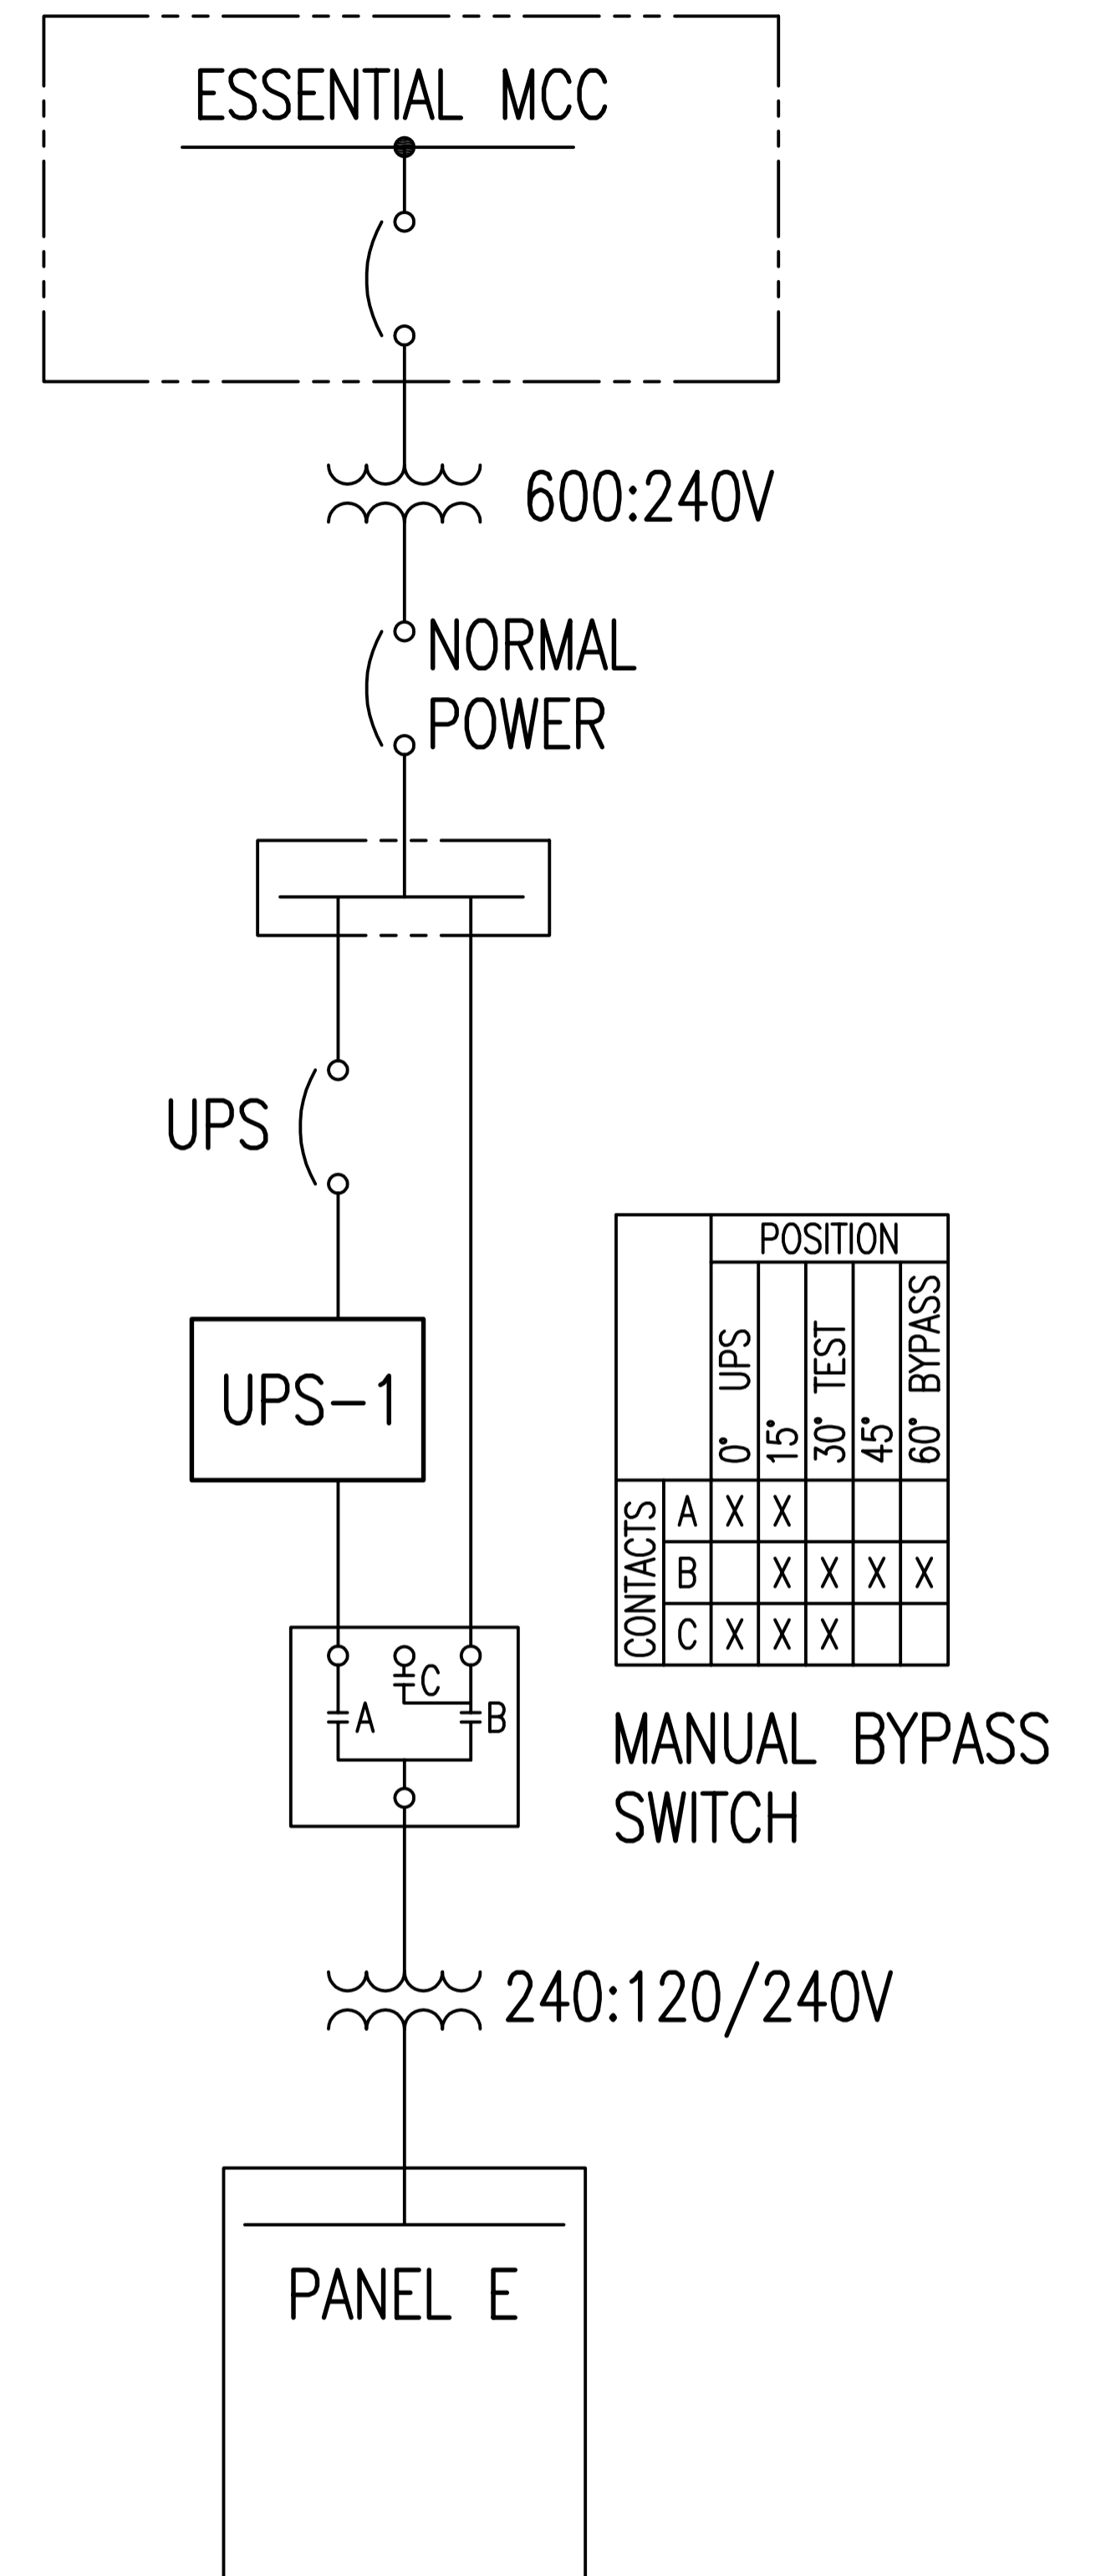 ESSENTIAL MCC
600:240V
NORMAL
POWER
UPS
UPS-1
POSITION
0° UPS
15°
30° TEST
45°
60° BYPASS
CONTACTS
A X X
B X X X X
C X X X
C
A
B
MANUAL BYPASS
SWITCH
240:120/240V
PANEL E